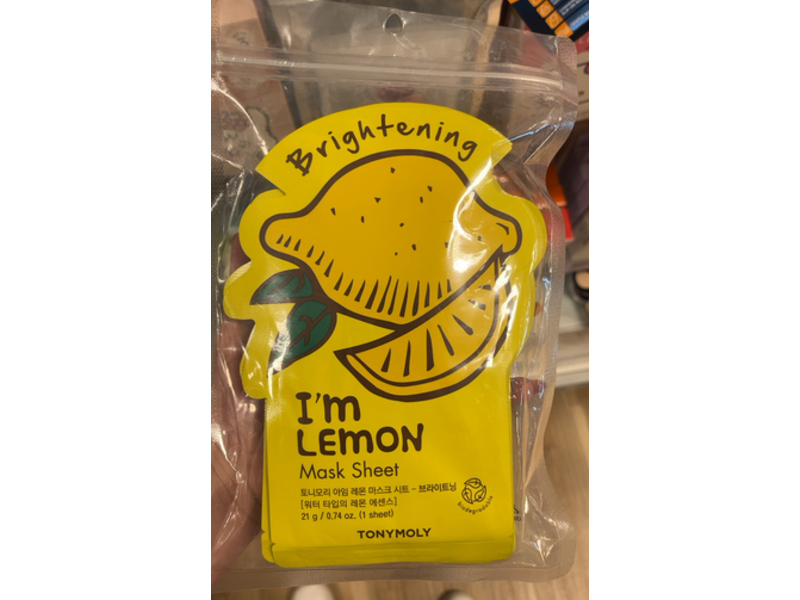 Brightening
I'm
LEMON
Mask Sheet
토니모리 아임 레몬 마스크 시트 - 브라이트닝
[워터 타입의 레몬 에센스]
21 g / 0.74 oz. (1 sheet)
biodegradable
TONYMOLY